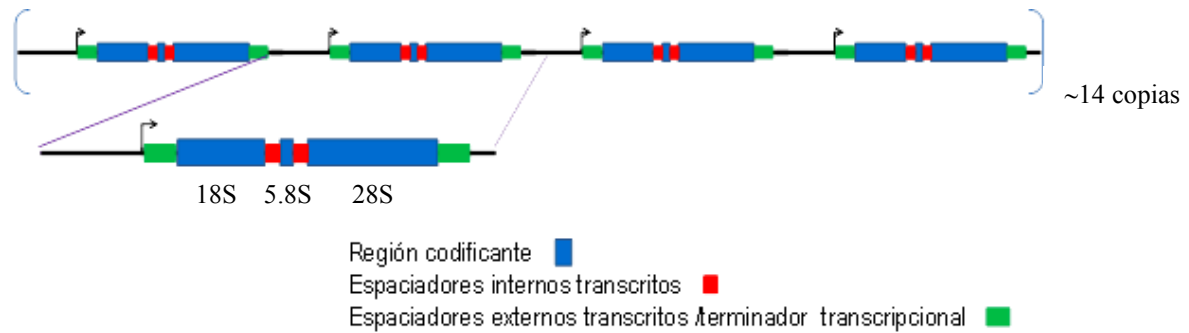 ~14 copias
18S 5.8S 28S
Región codificante
Espaciadores internos transcritos
Espaciadores externos transcritos /terminador transcripcional